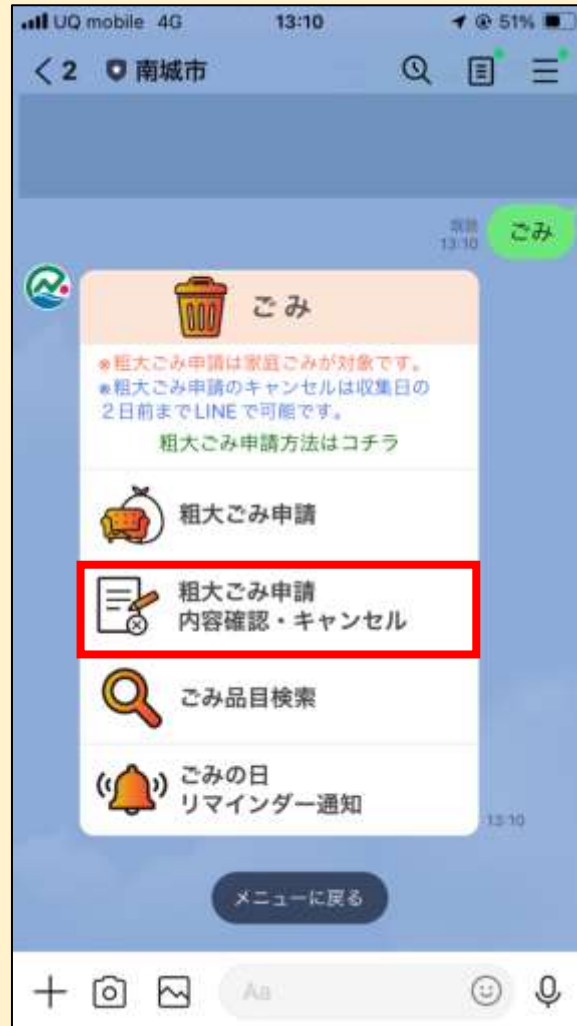 UQ mobile 4G 13:10 51%
2 南城市
ごみ
既読
13:10
ごみ
※粗大ごみ申請は家庭ごみが対象です。
※粗大ごみ申請のキャンセルは収集日の
２日前までLINEで可能です。
粗大ごみ申請方法はコチラ
粗大ごみ申請
粗大ごみ申請
内容確認・キャンセル
ごみ品目検索
ごみの日
リマインダー通知
13:10
メニューに戻る
Aa